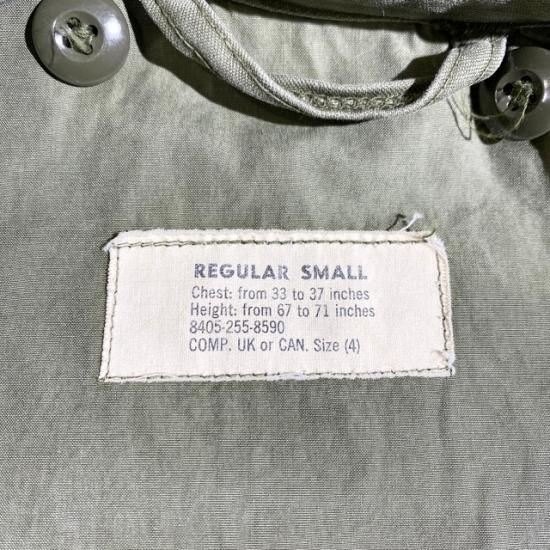 REGULAR SMALL
Chest: from 33 to 37 inches
Height: from 67 to 71 inches
8405-255-8590
COMP. UK or CAN. Size (4)